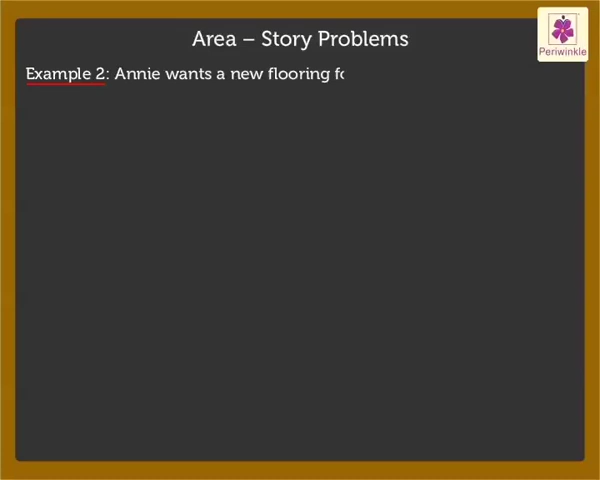 Area – Story Problems
Periwinkle
Example 2: Annie wants a new flooring